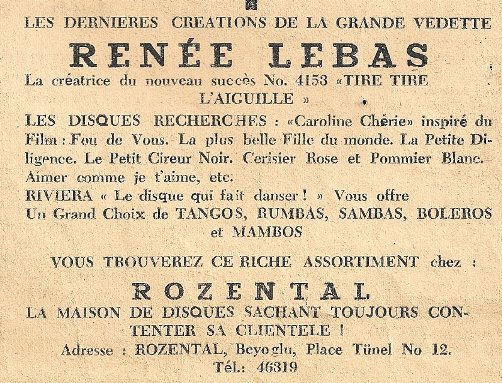 LES DERNIERES CREATIONS DE LA GRANDE VEDETTE
RENÉE LEBAS
La créatrice du nouveau succès No. 4153 «TIRE TIRE
L'AIGUILLE »
LES DISQUES RECHERCHES : «Caroline Chérie» inspiré du
Film : Fou de Vous. La plus belle Fille du monde. La Petite Di-
ligence. Le Petit Cireur Noir. Cerisier Rose et Pommier Blanc.
Aimer comme je t'aime, etc.
RIVIERA « Le disque qui fait danser! » Vous offre
Un Grand Choix de TANGOS, RUMBAS, SAMBAS, BOLEROS
et MAMBOS
VOUS TROUVEREZ CE RICHE ASSORTIMENT chez :
ROZENTAL
LA MAISON DE DISQUES SACHANT TOUJOURS CON-
TENTER SA CLIENTELE !
Adresse : ROZENTAL, Beyoglu, Place Tünel No 12.
Tél.: 46319